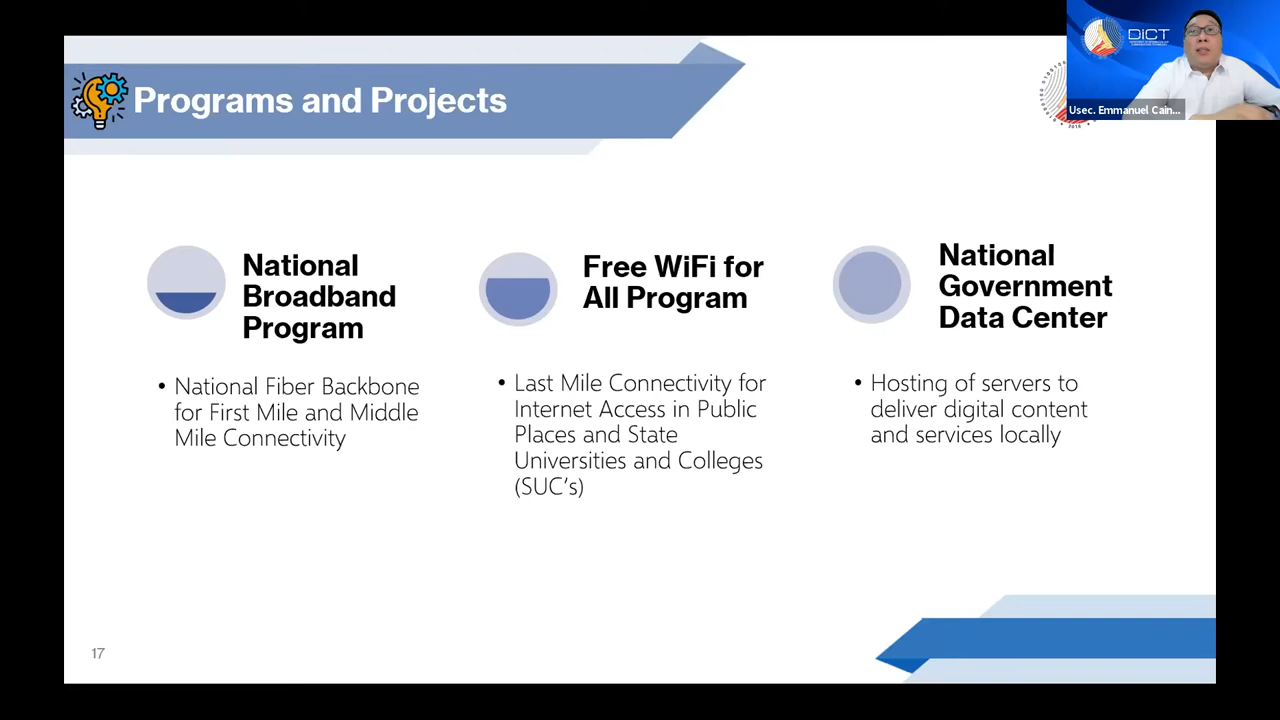 Programs and Projects
DICT
Usec. Emmanuel Cain...
National
Broadband
Program
• National Fiber Backbone
for First Mile and Middle
Mile Connectivity
Free WiFi for
All Program
• Last Mile Connectivity for
Internet Access in Public
Places and State
Universities and Colleges
(SUC's)
National
Government
Data Center
• Hosting of servers to
deliver digital content
and services locally
17